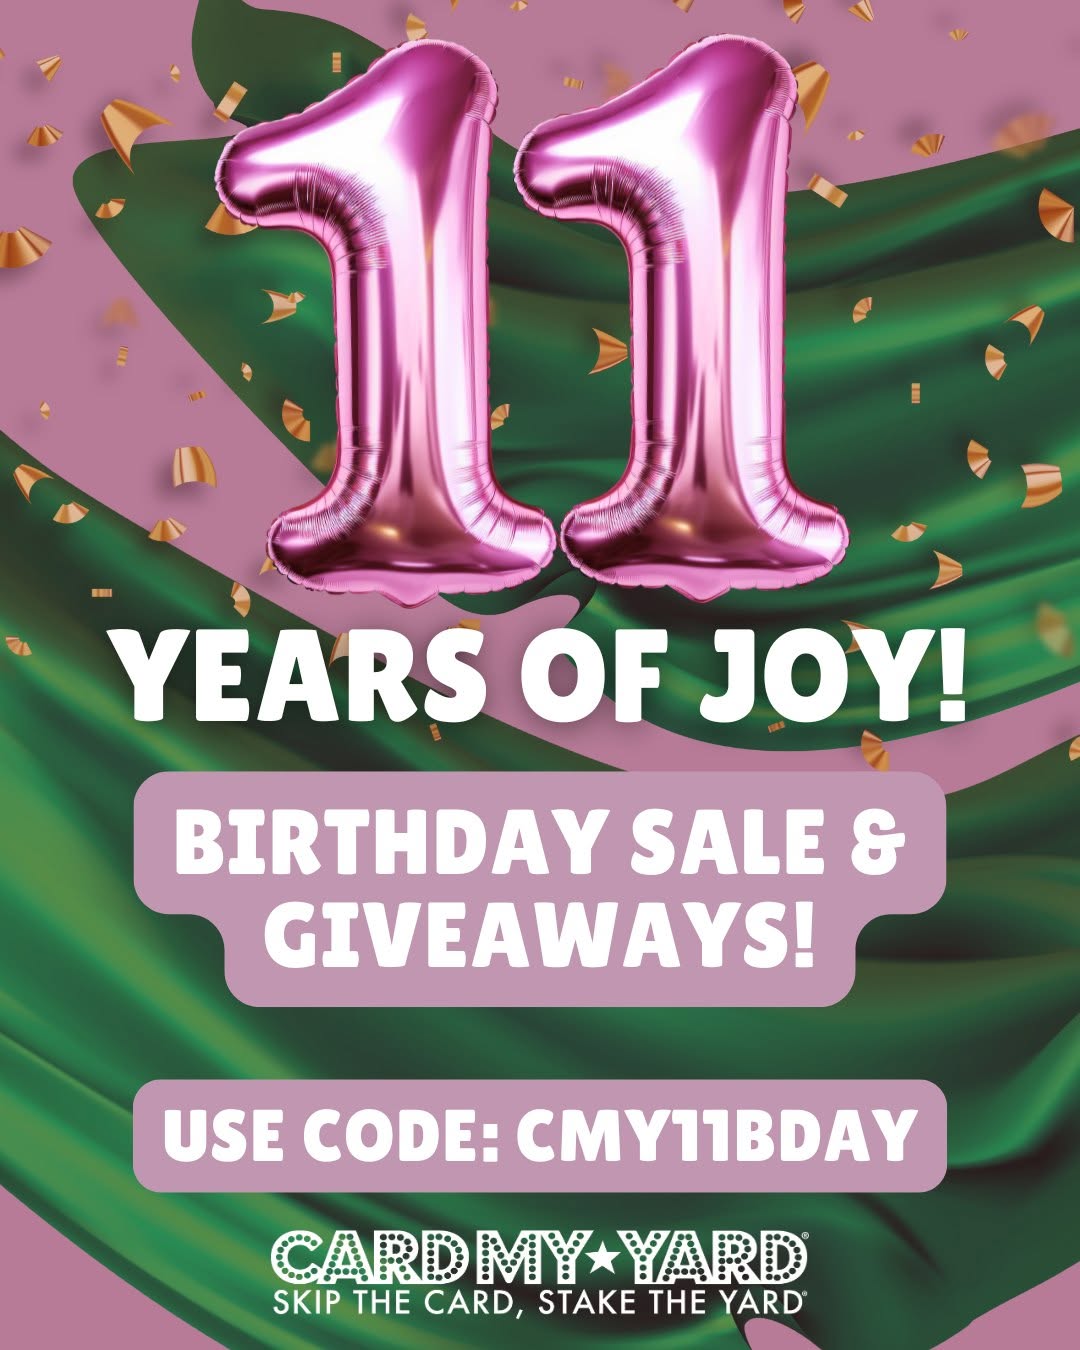 11
YEARS OF JOY!
BIRTHDAY SALE &
GIVEAWAYS!
USE CODE: CMY11BDAY
CARD MY★YARD®
SKIP THE CARD, STAKE THE YARD®